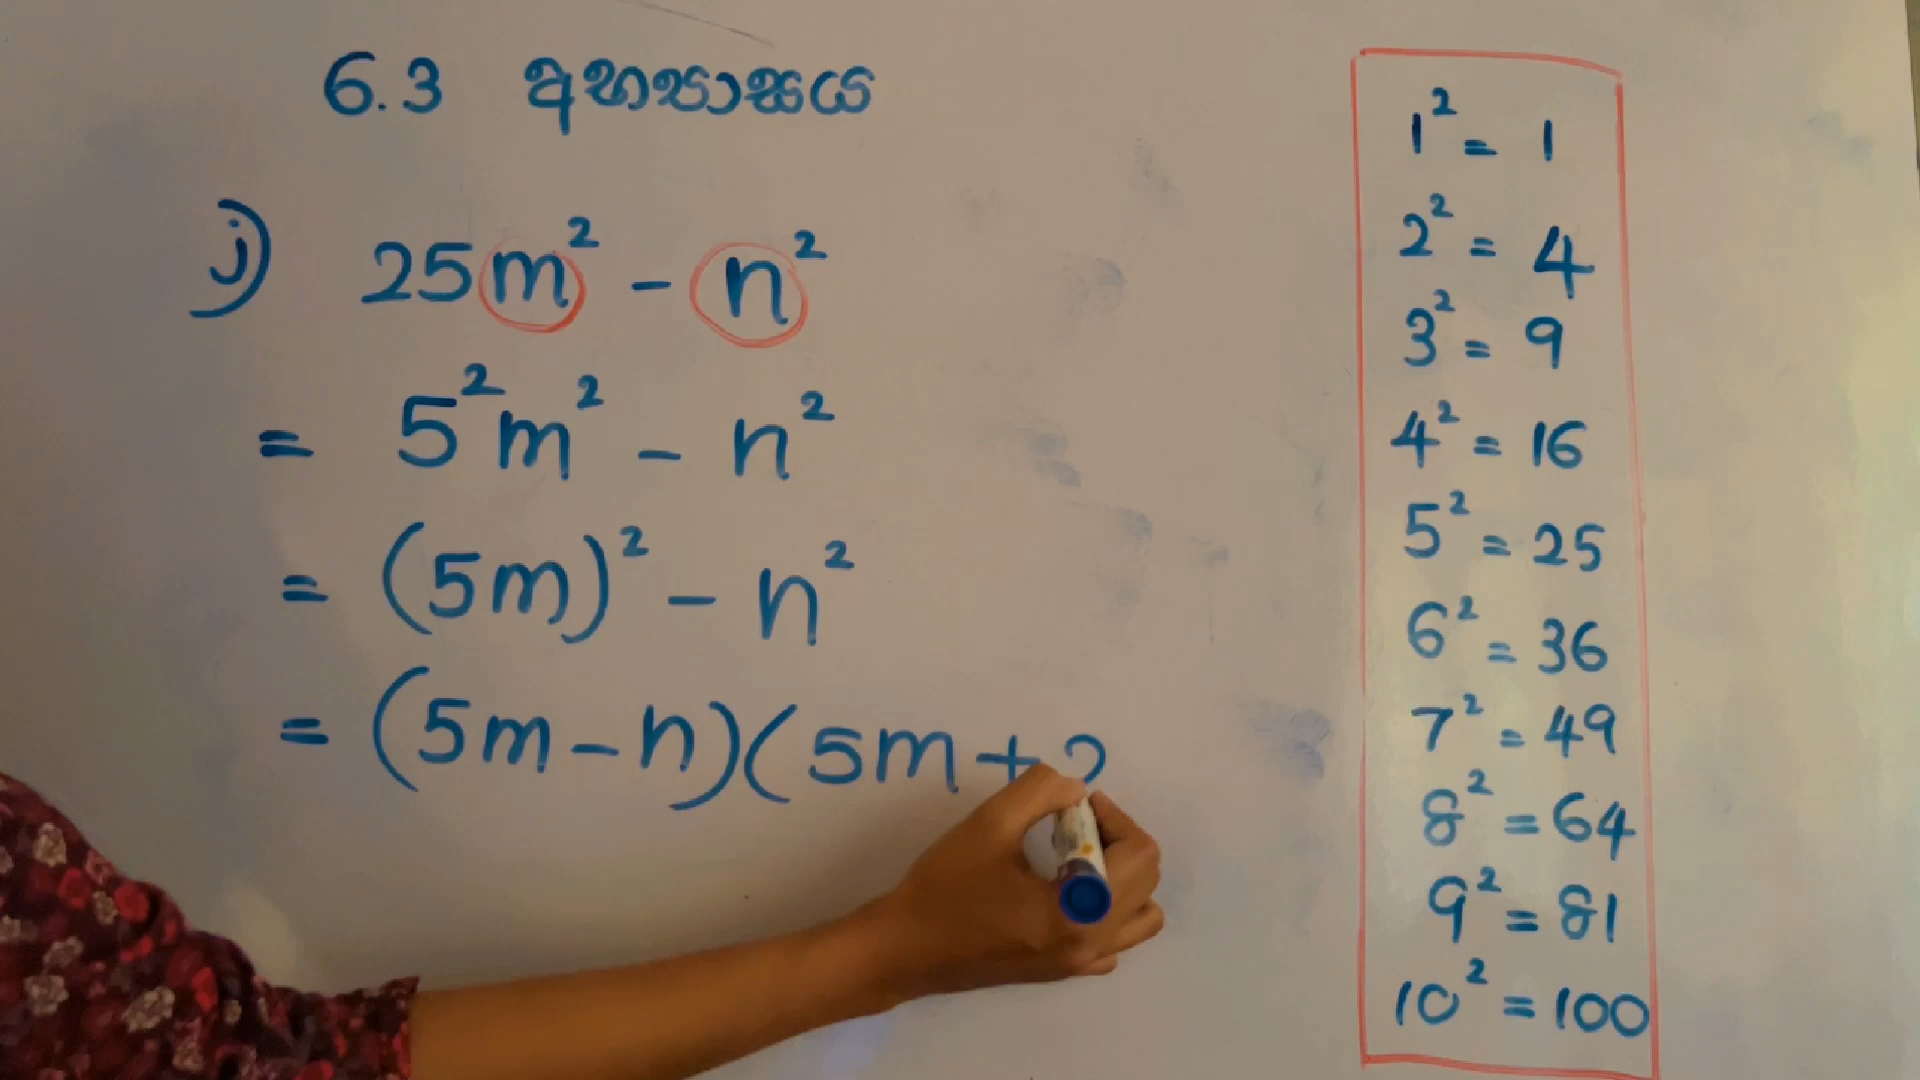 6.3 අභ්‍යාසය
j) 25m² - n²
= 5²m² - n²
= (5m)² - n²
= (5m - n)(5m +
1² = 1
2² = 4
3² = 9
4² = 16
5² = 25
6² = 36
7² = 49
8² = 64
9² = 81
10² = 100